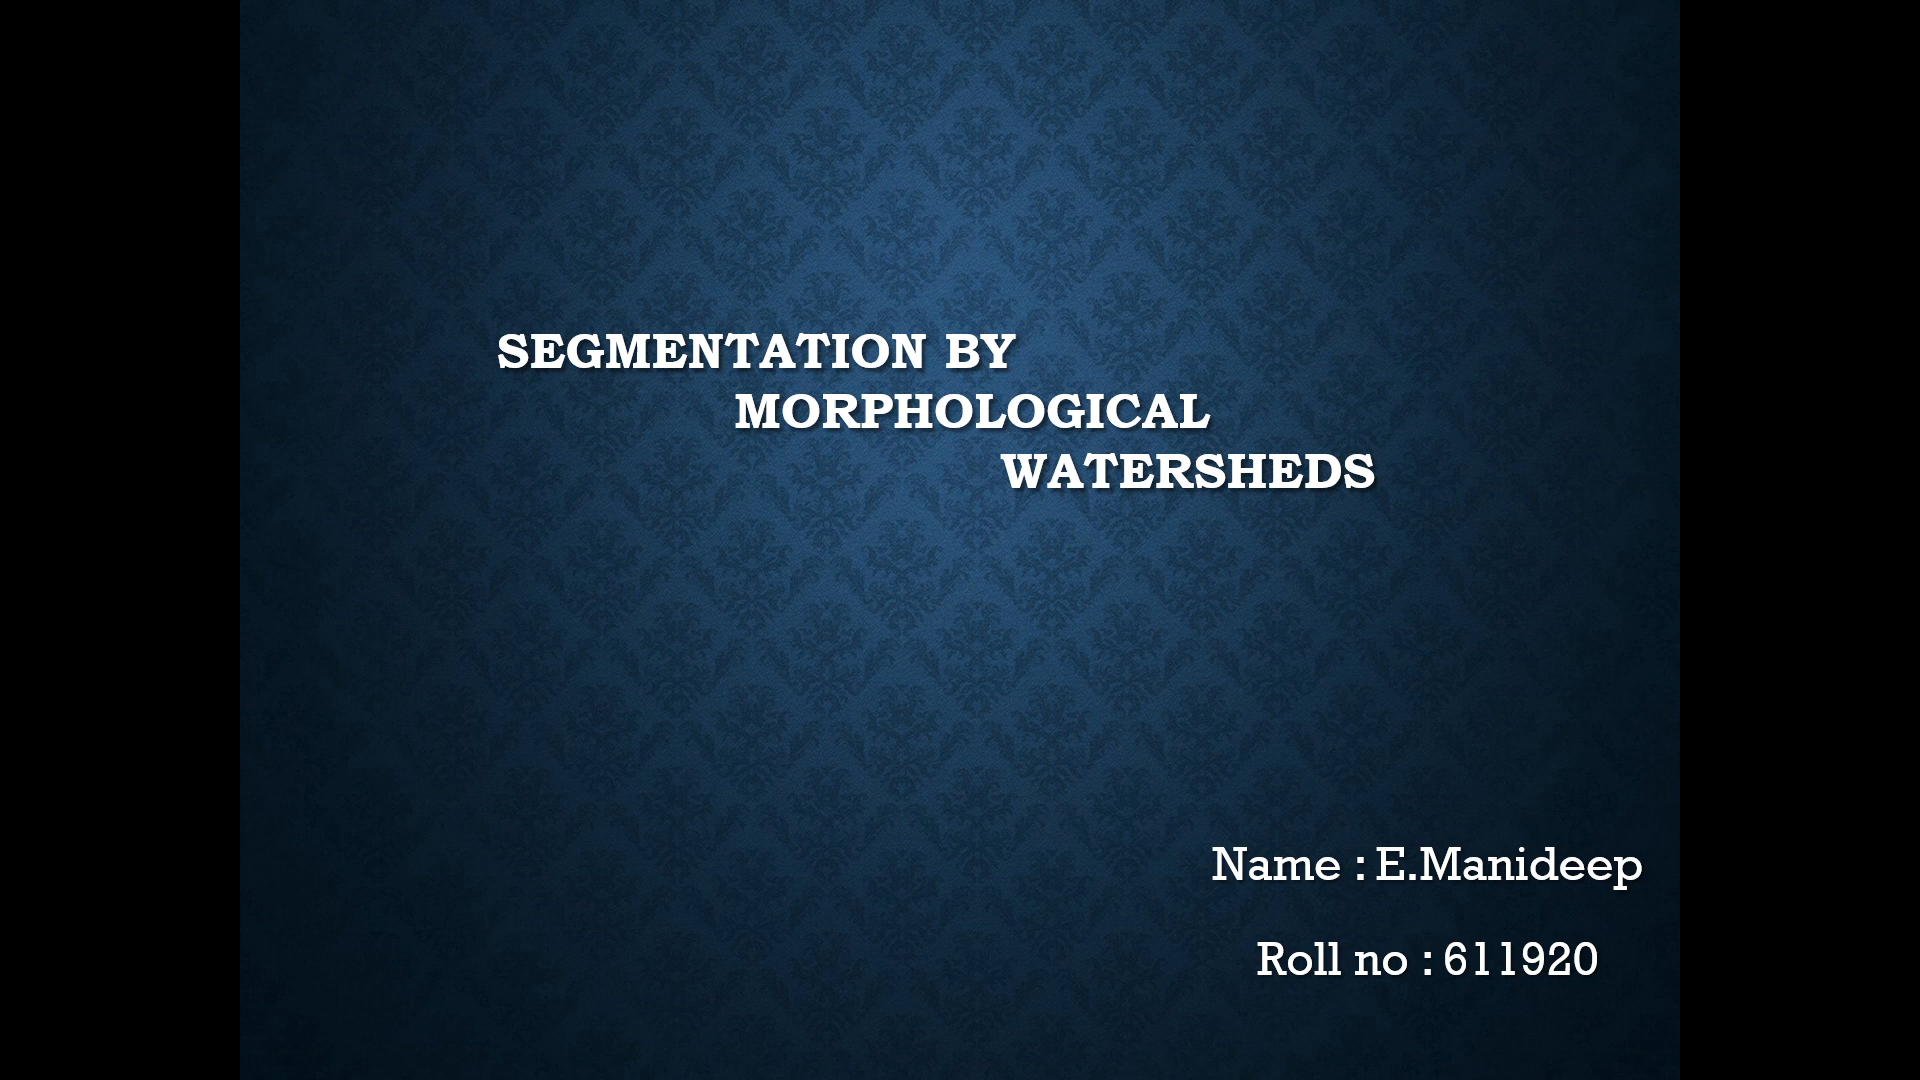 SEGMENTATION BY
MORPHOLOGICAL
WATERSHEDS
Name : E.Manideep
Roll no : 611920